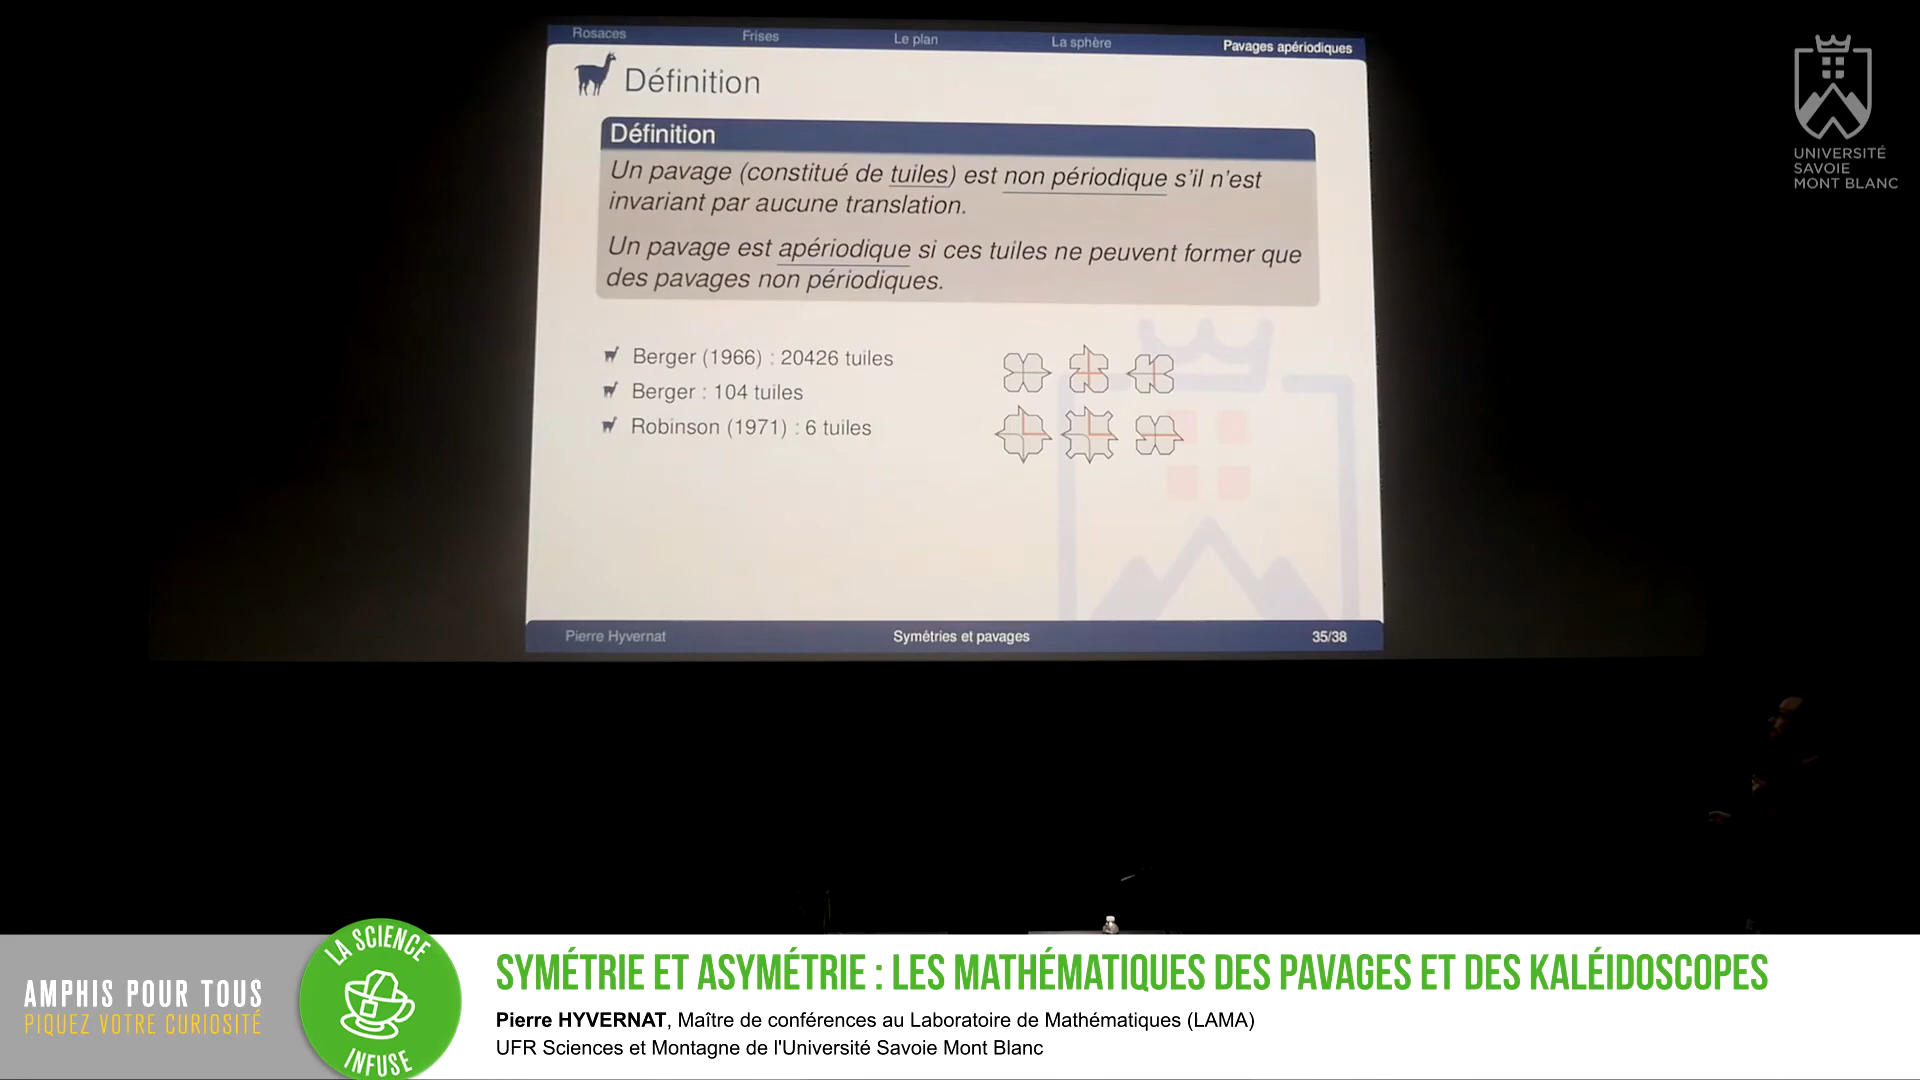 Rosaces Frises Le plan La sphère Pavages apériodiques
Définition
Définition
Un pavage (constitué de tuiles) est non périodique s'il n'est
invariant par aucune translation.
Un pavage est apériodique si ces tuiles ne peuvent former que
des pavages non périodiques.
Berger (1966) : 20426 tuiles
Berger : 104 tuiles
Robinson (1971) : 6 tuiles
Pierre Hyvernat Symétries et pavages 35/38
UNIVERSITÉ
SAVOIE
MONT BLANC
AMPHIS POUR TOUS
PIQUEZ VOTRE CURIOSITÉ
LA SCIENCE
INFUSE
SYMÉTRIE ET ASYMÉTRIE : LES MATHÉMATIQUES DES PAVAGES ET DES KALÉIDOSCOPES
Pierre HYVERNAT, Maître de conférences au Laboratoire de Mathématiques (LAMA)
UFR Sciences et Montagne de l'Université Savoie Mont Blanc